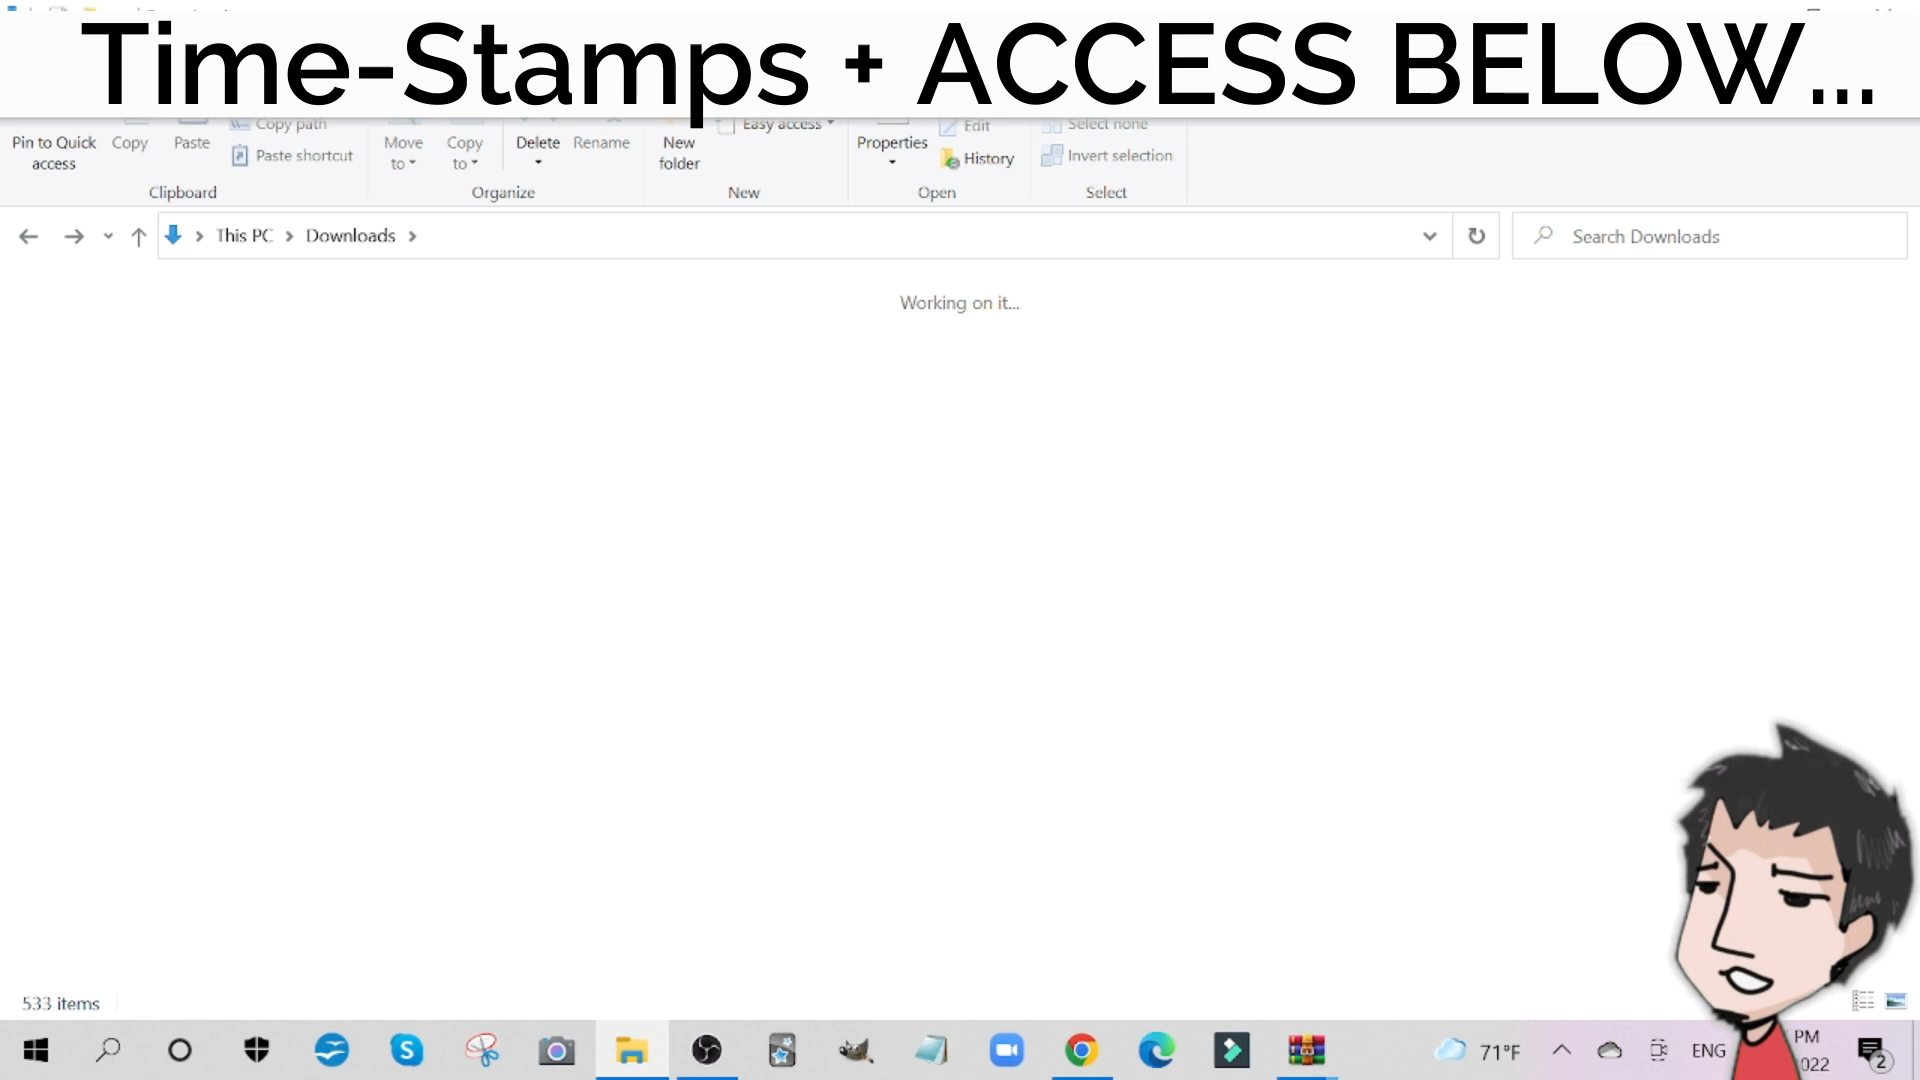 Time-Stamps + ACCESS BELOW...
Copy path
Easy access
Edit
Select none
Pin to Quick access
Copy
Paste
Paste shortcut
Move to
Copy to
Delete
Rename
New folder
Properties
History
Invert selection
Clipboard
Organize
New
Open
Select
This PC
Downloads
Search Downloads
Working on it...
533 items
71°F
ENG
PM
022
2